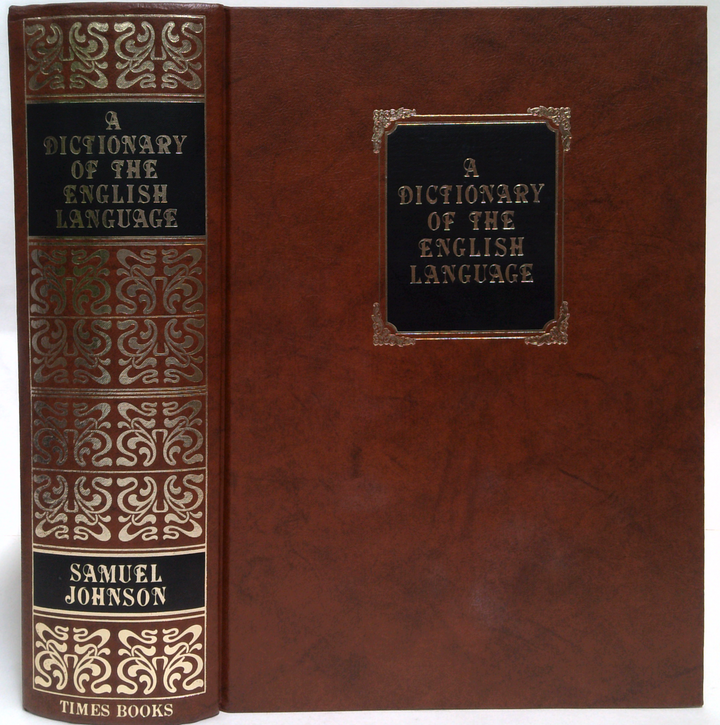 A
DICTIONARY
OF THE
ENGLISH
LANGUAGE
SAMUEL
JOHNSON
TIMES BOOKS
A
DICTIONARY
OF THE
ENGLISH
LANGUAGE